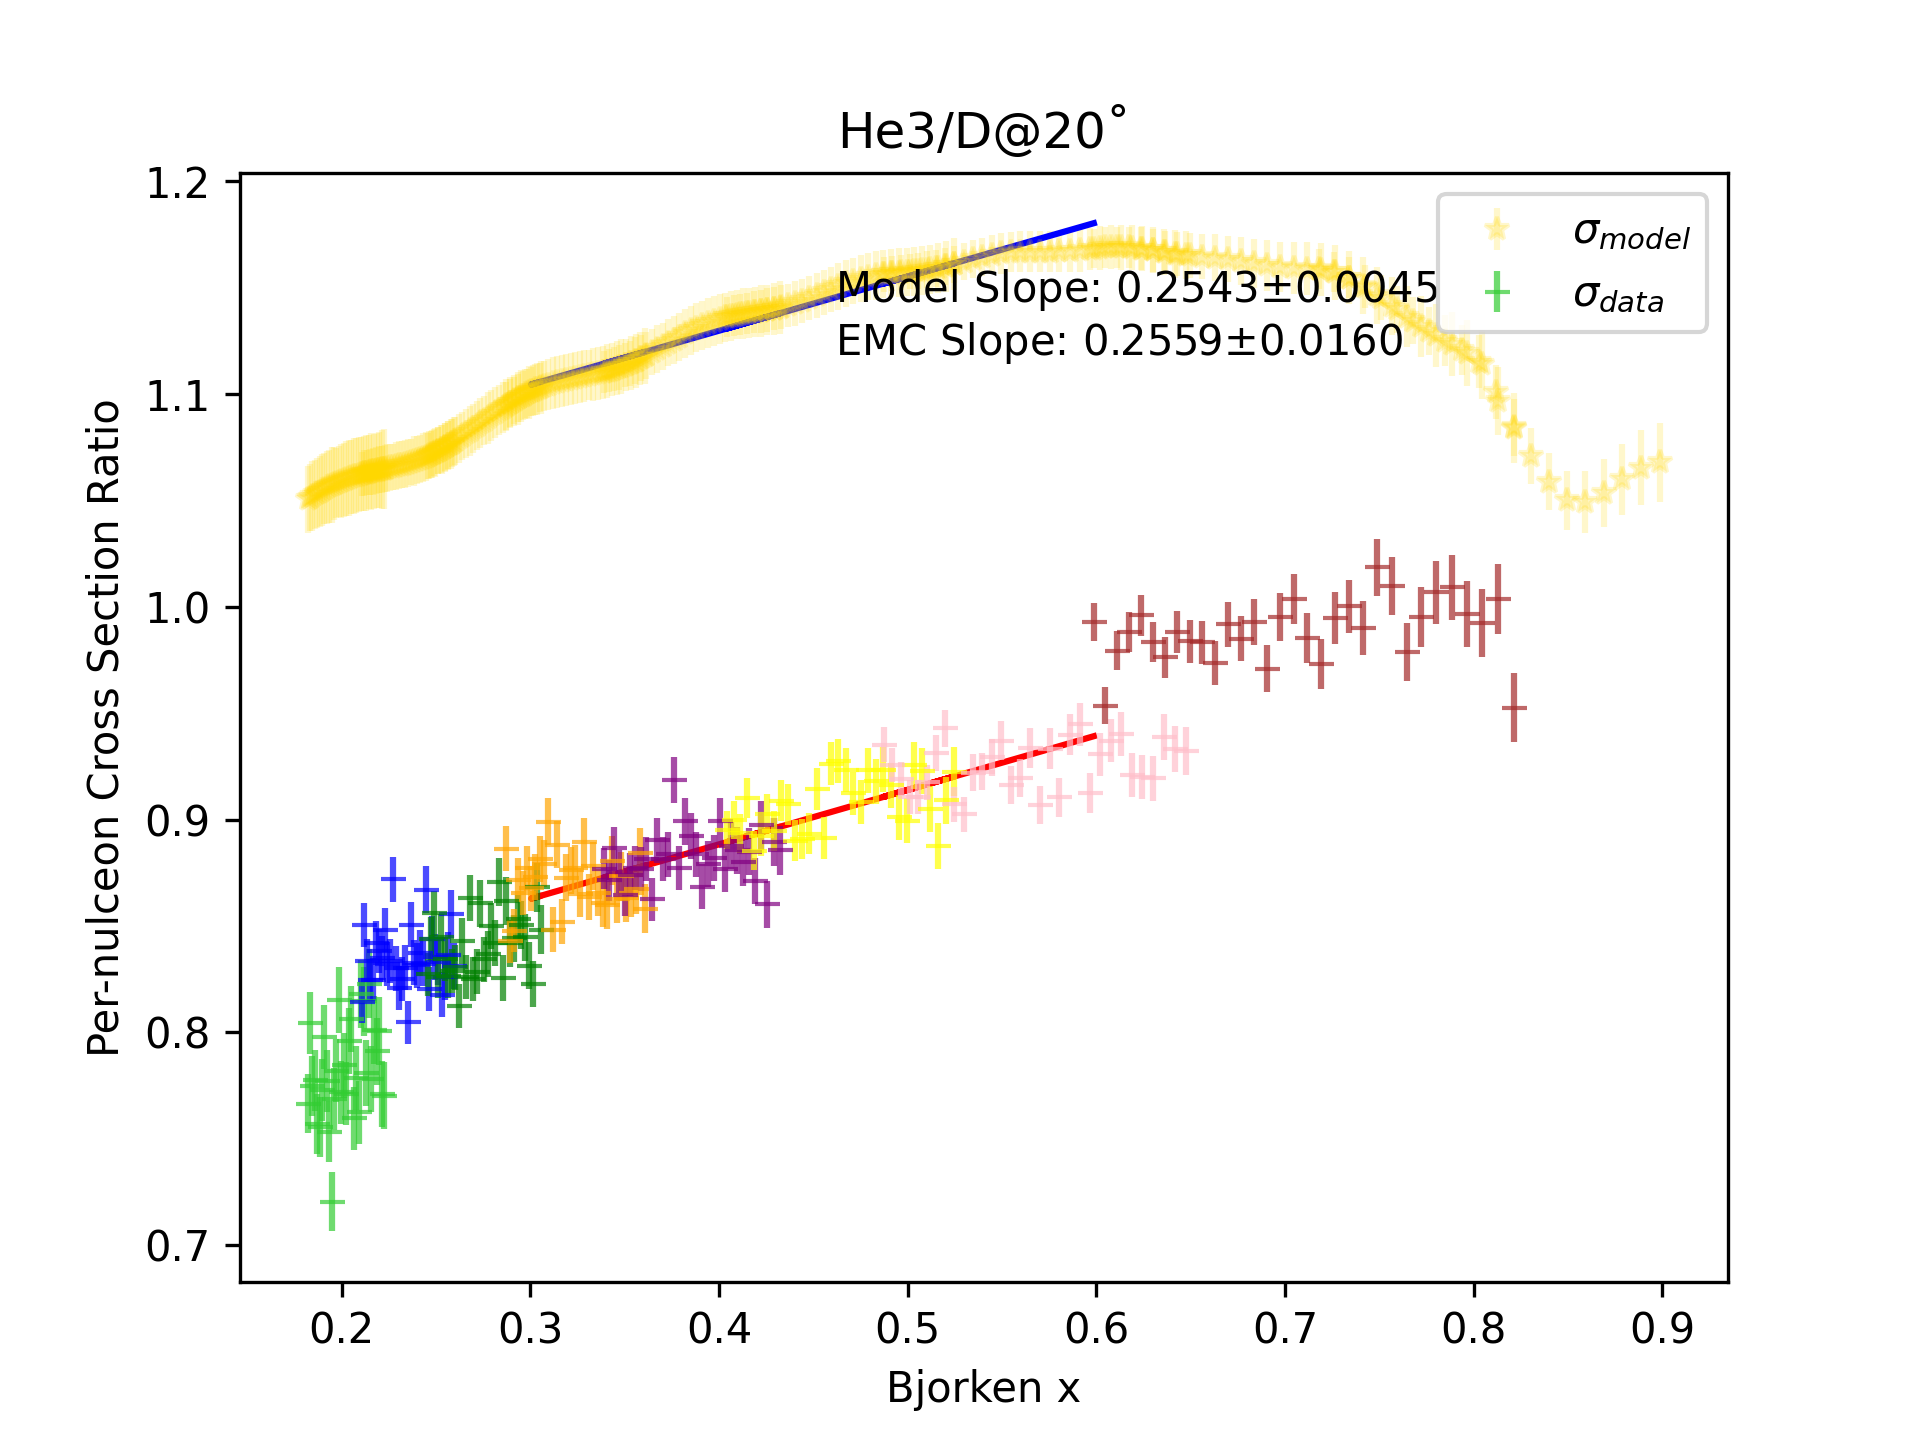 He3/D@20°
1.2
1.1
1.0
0.9
0.8
0.7
Per-nulceon Cross Section Ratio
σmodel
σdata
Model Slope: 0.2543±0.0045
EMC Slope: 0.2559±0.0160
0.2 0.3 0.4 0.5 0.6 0.7 0.8 0.9
Bjorken x